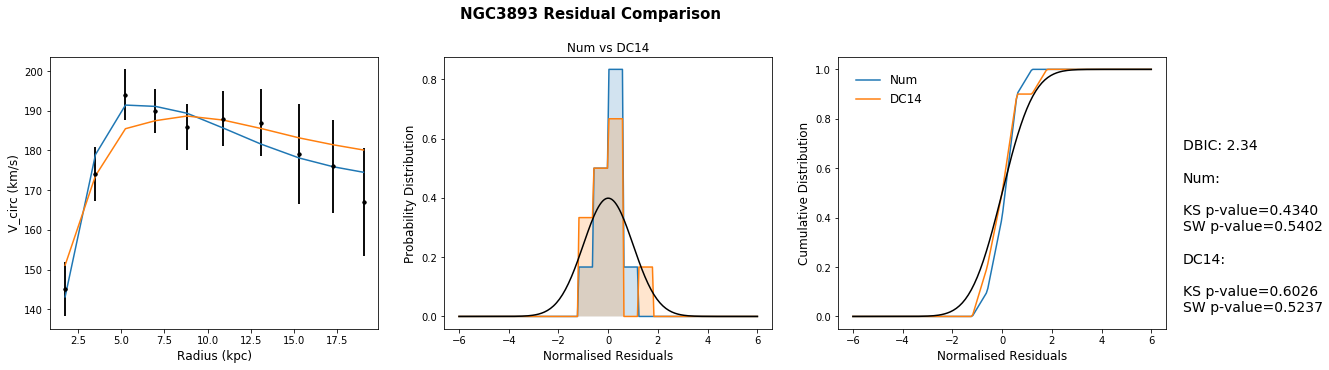 NGC3893 Residual Comparison
V_circ (km/s)
200
190
180
170
160
150
140
2.5 5.0 7.5 10.0 12.5 15.0 17.5
Radius (kpc)
Num vs DC14
Probability Distribution
0.8
0.6
0.4
0.2
0.0
−6 −4 −2 0 2 4 6
Normalised Residuals
Cumulative Distribution
1.0
0.8
0.6
0.4
0.2
0.0
Num
DC14
−6 −4 −2 0 2 4 6
Normalised Residuals
DBIC: 2.34
Num:
KS p-value=0.4340
SW p-value=0.5402
DC14:
KS p-value=0.6026
SW p-value=0.5237